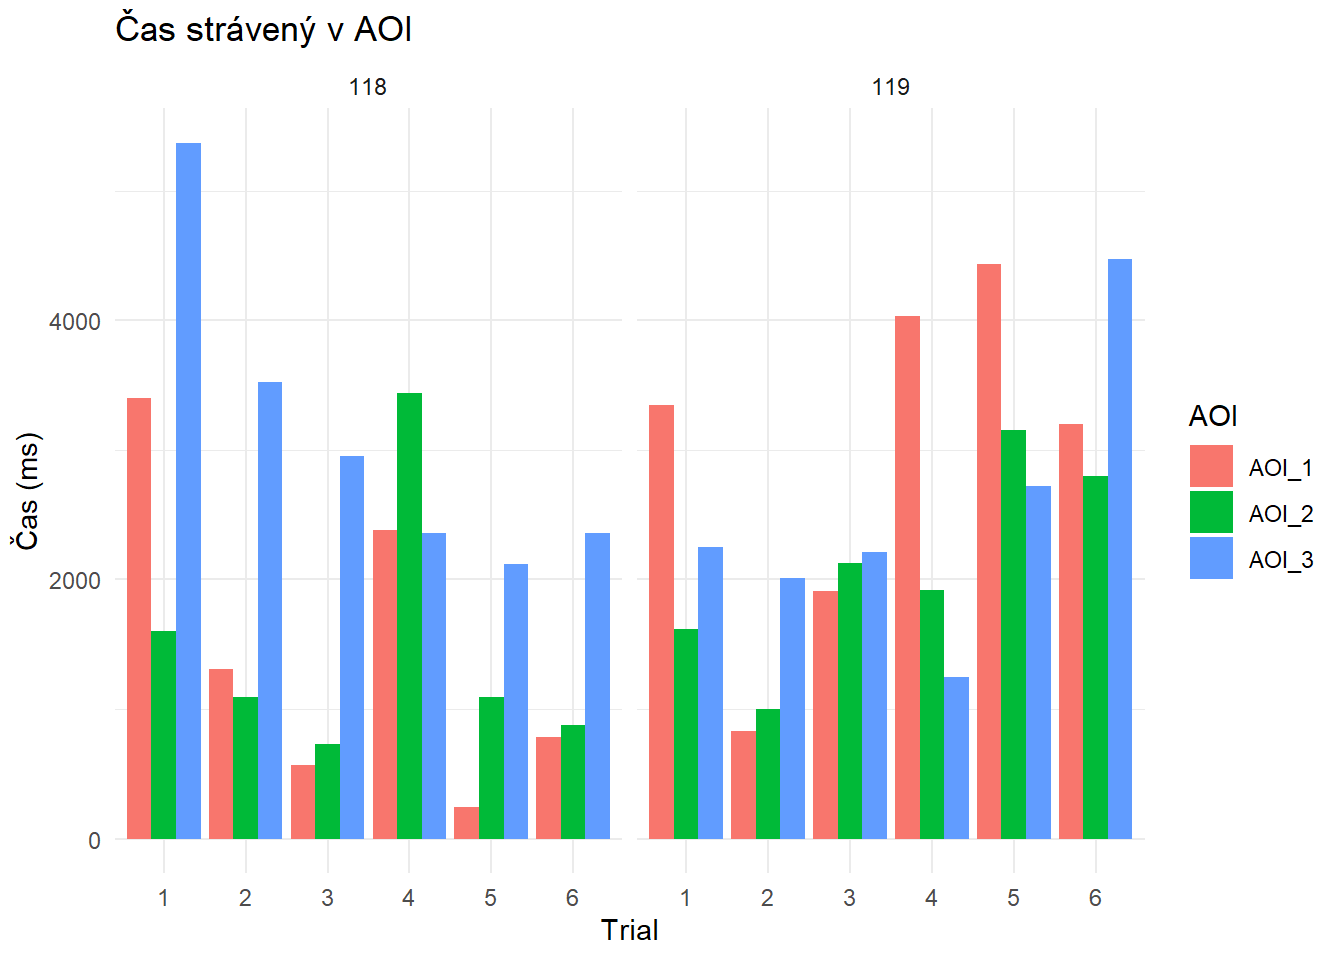 Čas strávený v AOI
118 119
Čas (ms)
4000
2000
0
1 2 3 4 5 6 1 2 3 4 5 6
Trial
AOI
AOI_1
AOI_2
AOI_3